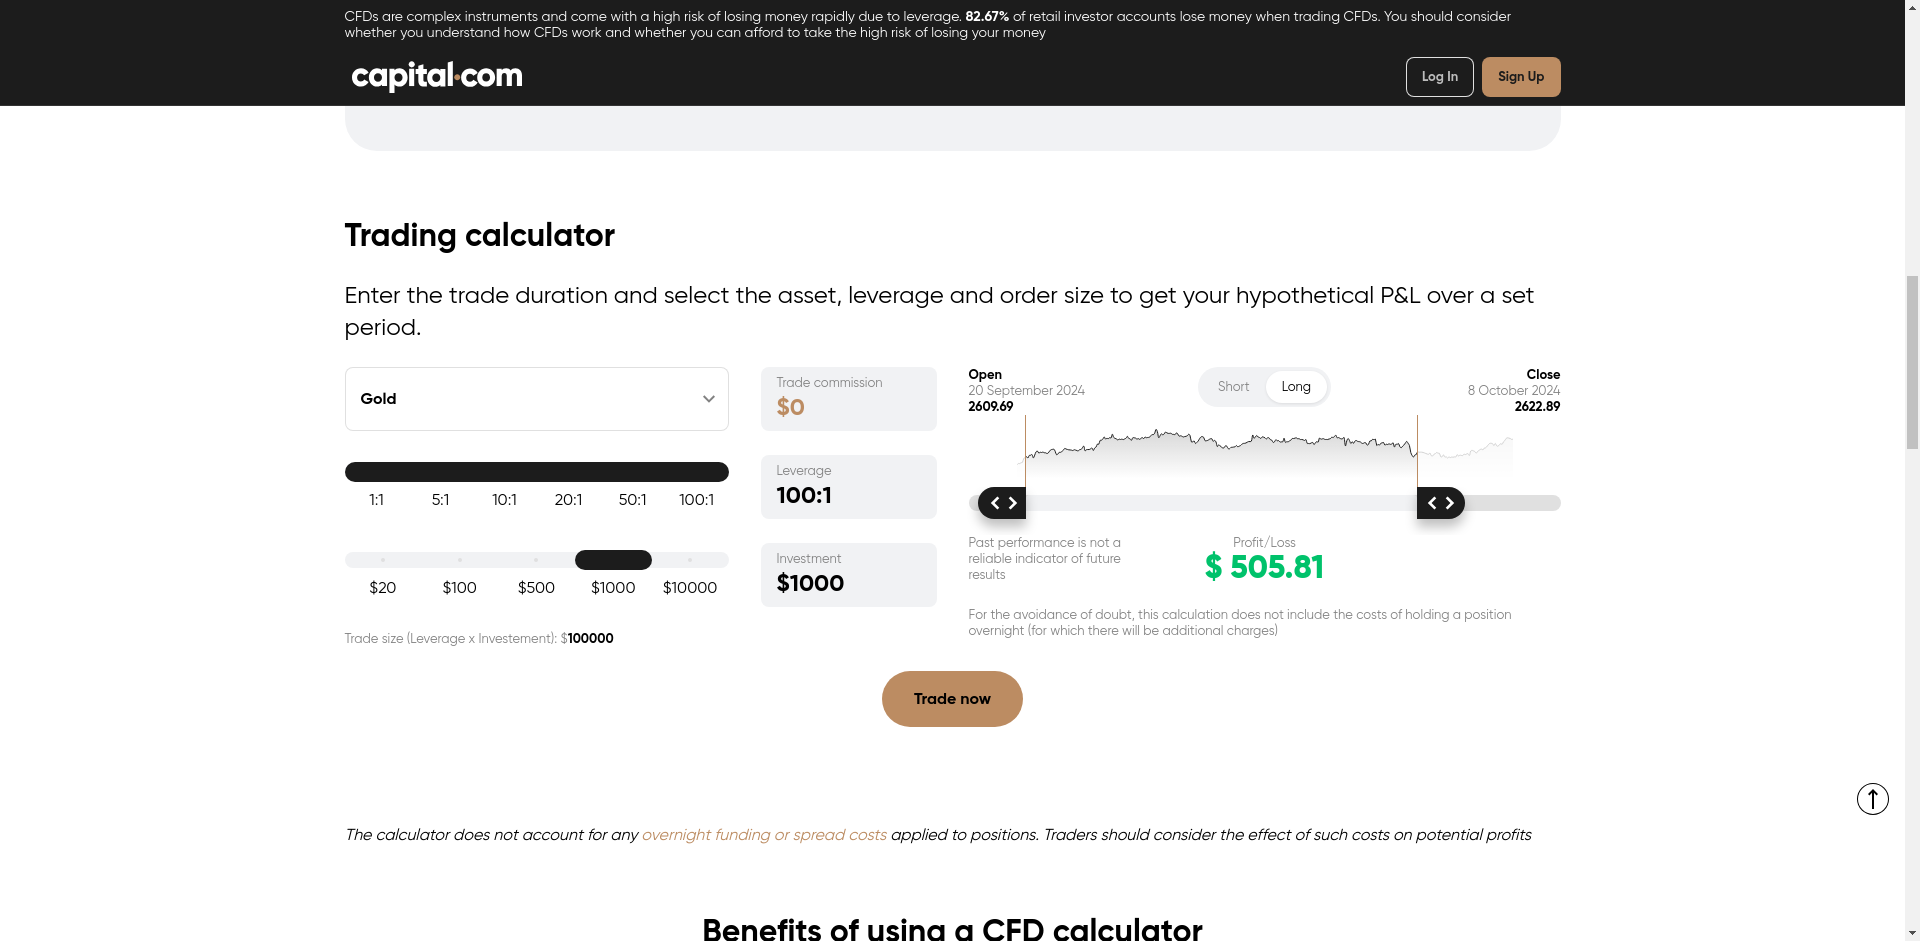 CFDs are complex instruments and come with a high risk of losing money rapidly due to leverage. 82.67% of retail investor accounts lose money when trading CFDs. You should consider
whether you understand how CFDs work and whether you can afford to take the high risk of losing your money
capital.com
Log In
Sign Up
Trading calculator
Enter the trade duration and select the asset, leverage and order size to get your hypothetical P&L over a set
period.
Gold
1:1 5:1 10:1 20:1 50:1 100:1
$20 $100 $500 $1000 $10000
Trade size (Leverage x Investement): $100000
Trade commission
$0
Leverage
100:1
Investment
$1000
Open
20 September 2024
2609.69
Short Long
Close
8 October 2024
2622.89
Past performance is not a
reliable indicator of future
results
Profit/Loss
$ 505.81
For the avoidance of doubt, this calculation does not include the costs of holding a position
overnight (for which there will be additional charges)
Trade now
The calculator does not account for any overnight funding or spread costs applied to positions. Traders should consider the effect of such costs on potential profits
Benefits of using a CFD calculator